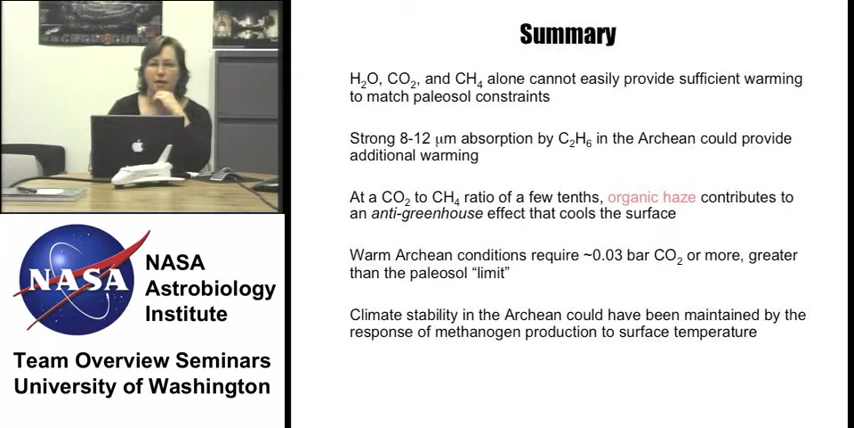 Summary
H₂O, CO₂, and CH₄ alone cannot easily provide sufficient warming
to match paleosol constraints
Strong 8-12 μm absorption by C₂H₆ in the Archean could provide
additional warming
At a CO₂ to CH₄ ratio of a few tenths, organic haze contributes to
an anti-greenhouse effect that cools the surface
Warm Archean conditions require ~0.03 bar CO₂ or more, greater
than the paleosol “limit”
Climate stability in the Archean could have been maintained by the
response of methanogen production to surface temperature
NASA
NASA
Astrobiology
Institute
Team Overview Seminars
University of Washington